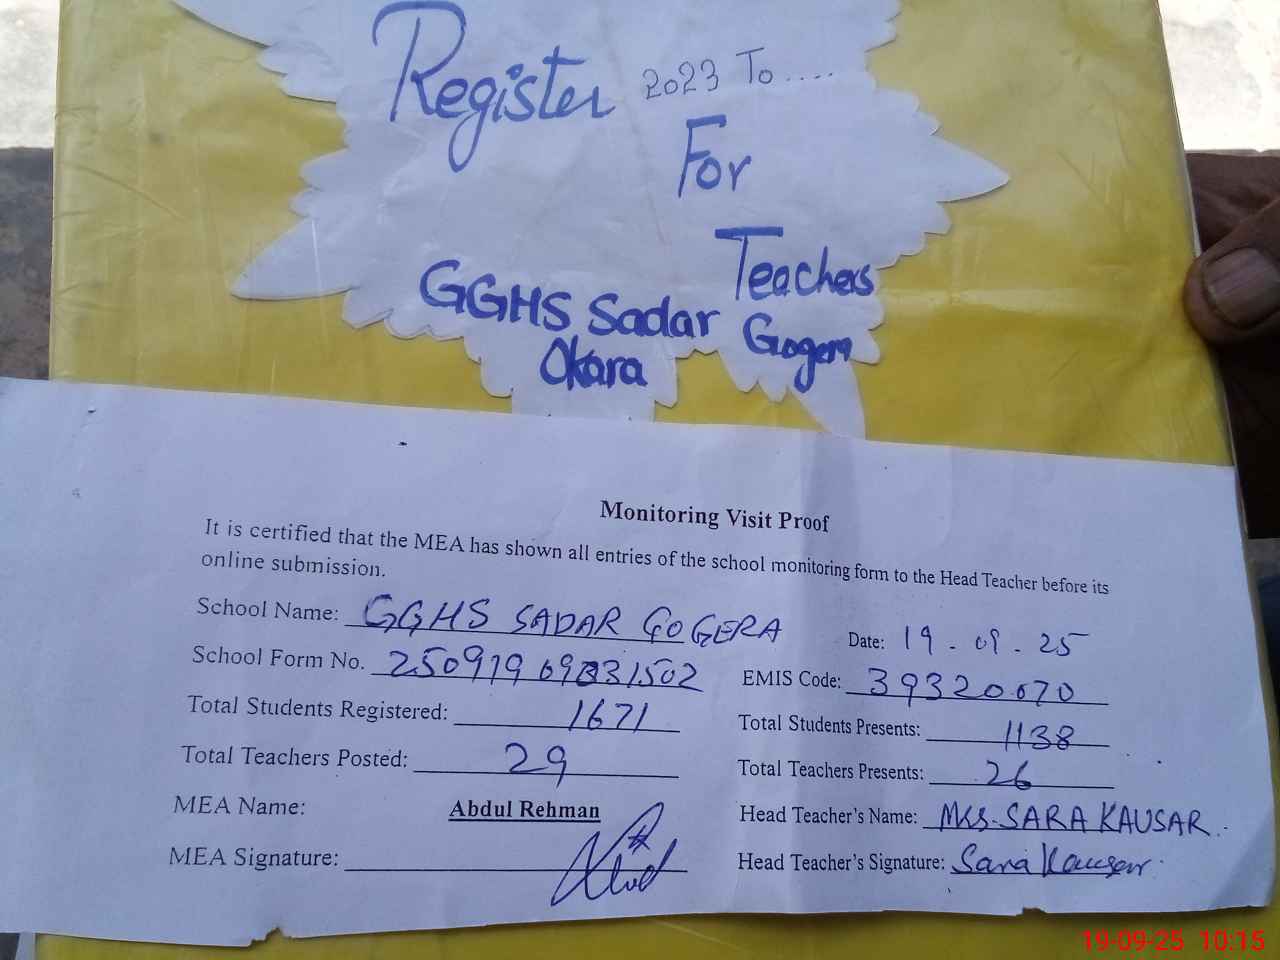 Register 2023 To ....
For
Teachers
GGHS Sadar Gogera
Okara
Monitoring Visit Proof
It is certified that the MEA has shown all entries of the school monitoring form to the Head Teacher before its
online submission.
School Name: GGHS SADAR GOGERA
Date: 19 - 09 - 25
School Form No.
EMIS Code: 39320070
Total Students Registered: 1671
Total Students Presents: 1138
Total Teachers Posted: 29
Total Teachers Presents: 26
MEA Name: Abdul Rehman
Head Teacher's Name: Mrs. SARA KAUSAR.
MEA Signature:
Head Teacher's Signature: Sara Kausar.
19-09-25 10:15